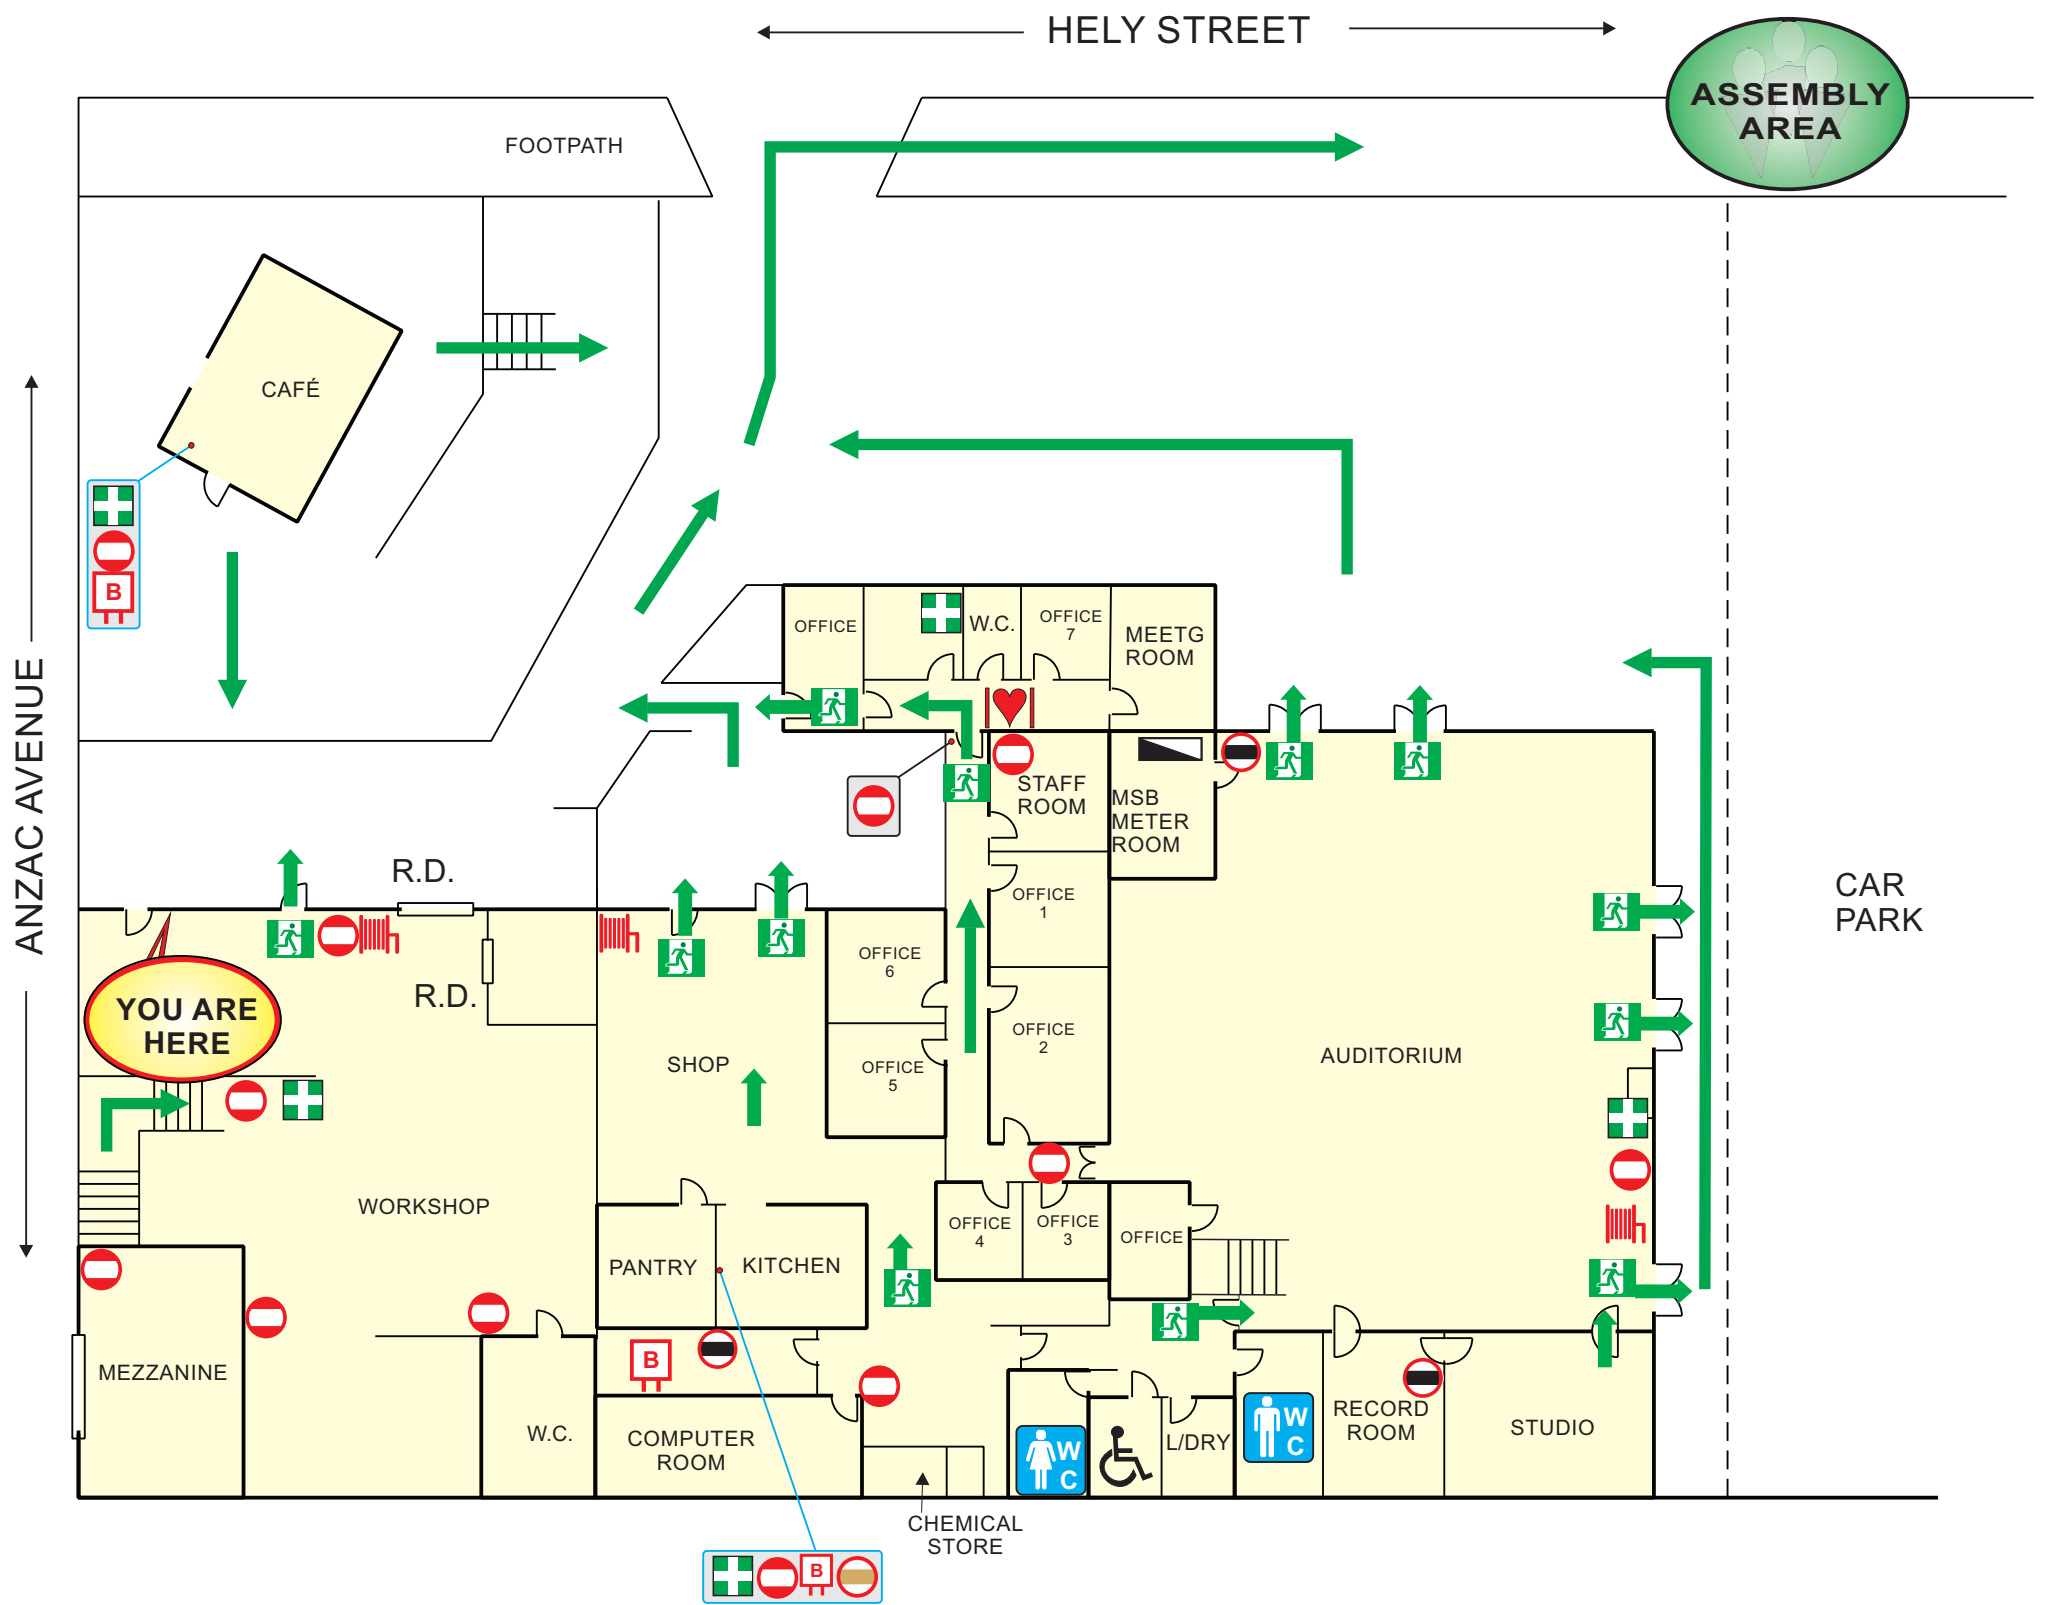 HELY STREET
ASSEMBLY
AREA
FOOTPATH
CAFÉ
B
ANZAC AVENUE
OFFICE
W.C.
OFFICE
7
MEETG
ROOM
STAFF
ROOM
MSB
METER
ROOM
R.D.
R.D.
CAR
PARK
OFFICE
1
OFFICE
6
YOU ARE
HERE
OFFICE
2
SHOP
OFFICE
5
AUDITORIUM
WORKSHOP
OFFICE
4
OFFICE
3
OFFICE
PANTRY
KITCHEN
MEZZANINE
B
W.C.
COMPUTER
ROOM
W
C
L/DRY
W
C
RECORD
ROOM
STUDIO
CHEMICAL
STORE
B